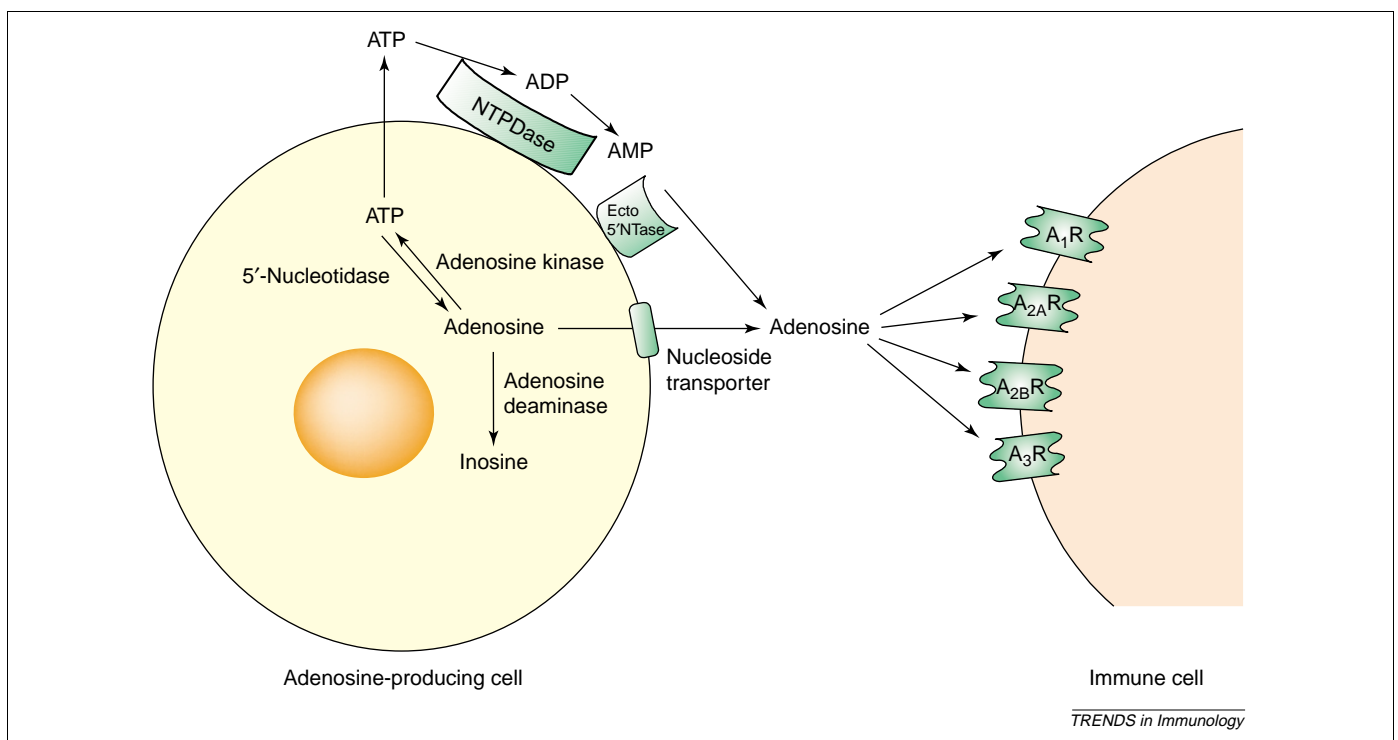 ATP
ADP
NTPDase
AMP
ATP
Ecto
5′NTase
5′-Nucleotidase
Adenosine kinase
Adenosine
Nucleoside
transporter
Adenosine
deaminase
Inosine
Adenosine
A1R
A2AR
A2BR
A3R
Adenosine-producing cell
Immune cell
TRENDS in Immunology